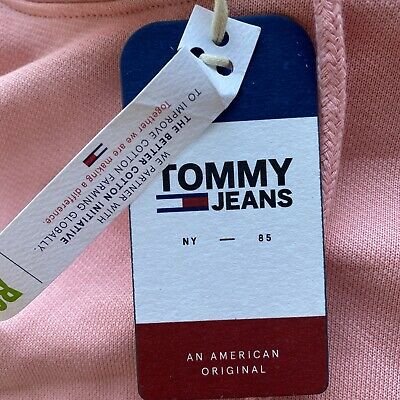 TOMMY
JEANS
NY — 85
AN AMERICAN
ORIGINAL
WE PARTNER WITH
THE BETTER COTTON INITIATIVE
TO IMPROVE COTTON FARMING GLOBALLY.
Together we are making a difference